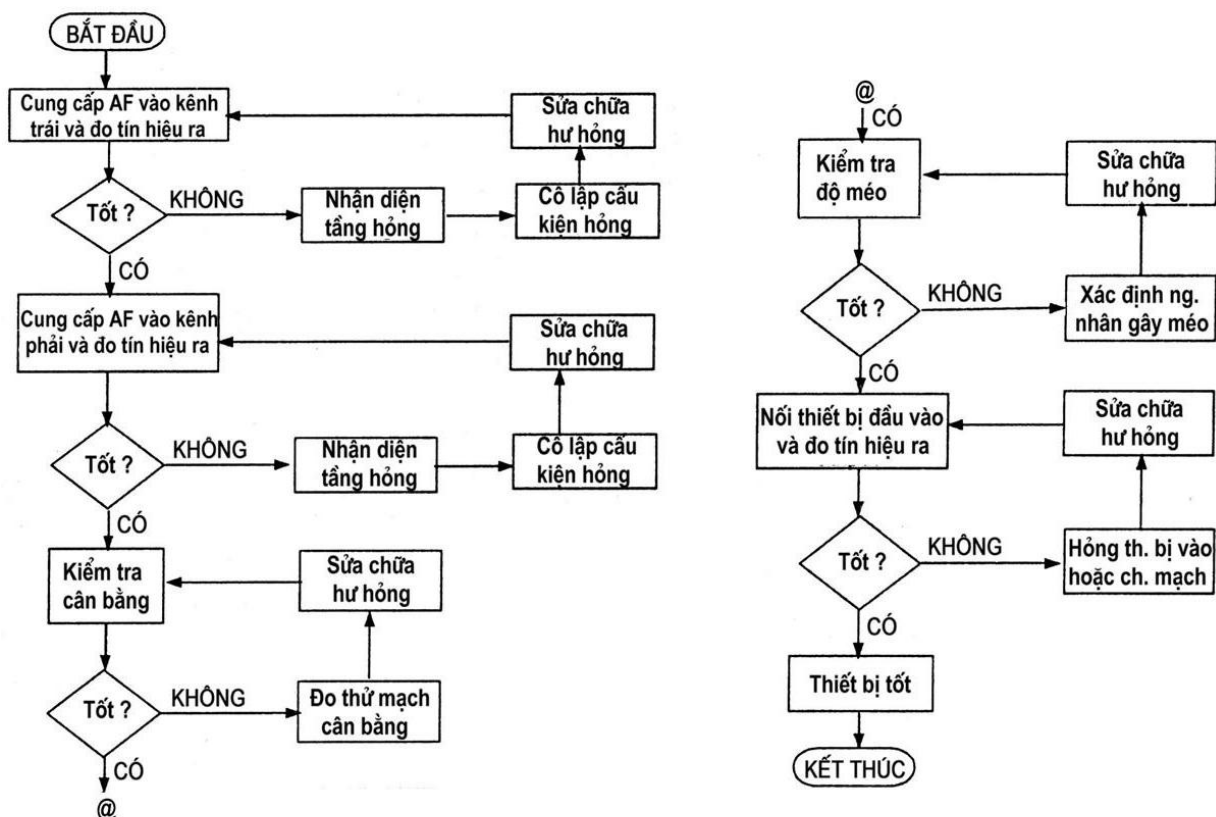 BẮT ĐẦU
Cung cấp AF vào kênh
trái và đo tín hiệu ra
Sửa chữa
hư hỏng
Tốt ?
KHÔNG
Nhận diện
tầng hỏng
Cô lập cấu
kiện hỏng
CÓ
Cung cấp AF vào kênh
phải và đo tín hiệu ra
Sửa chữa
hư hỏng
Tốt ?
KHÔNG
Nhận diện
tầng hỏng
Cô lập cấu
kiện hỏng
CÓ
Kiểm tra
cân bằng
Sửa chữa
hư hỏng
Tốt ?
KHÔNG
Đo thử mạch
cân bằng
CÓ
@
@
CÓ
Kiểm tra
độ méo
Sửa chữa
hư hỏng
Tốt ?
KHÔNG
Xác định ng.
nhân gây méo
CÓ
Nối thiết bị đầu vào
và đo tín hiệu ra
Sửa chữa
hư hỏng
Tốt ?
KHÔNG
Hỏng th. bị vào
hoặc ch. mạch
CÓ
Thiết bị tốt
KẾT THÚC